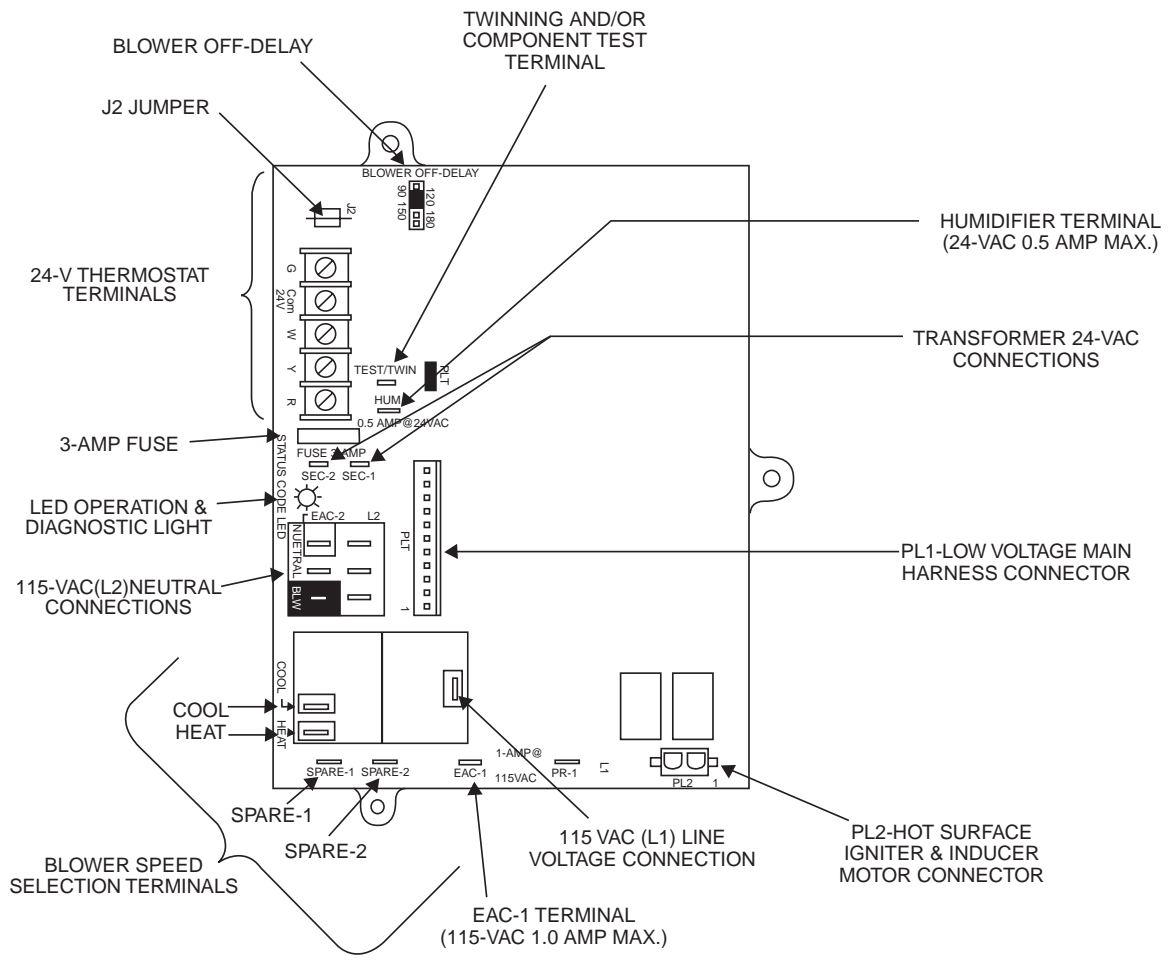 TWINNING AND/OR
COMPONENT TEST
TERMINAL
BLOWER OFF-DELAY
J2 JUMPER
BLOWER OFF-DELAY
90 150
120 180
J2
HUMIDIFIER TERMINAL
(24-VAC 0.5 AMP MAX.)
24-V THERMOSTAT
TERMINALS
G
Com
24V
W
Y
R
TRANSFORMER 24-VAC
CONNECTIONS
TEST/TWIN
PLT
HUM
0.5 AMP@24VAC
3-AMP FUSE
FUSE 3-AMP
SEC-2 SEC-1
STATUS CODE LED
LED OPERATION &
DIAGNOSTIC LIGHT
EAC-2 L2
NUETRAL
BLW
PLT
1
PL1-LOW VOLTAGE MAIN
HARNESS CONNECTOR
115-VAC(L2)NEUTRAL
CONNECTIONS
COOL
HEAT
COOL
HEAT
SPARE-1 SPARE-2 EAC-1
1-AMP@
115VAC
PR-1
L1
PL2 1
SPARE-1
SPARE-2
115 VAC (L1) LINE
VOLTAGE CONNECTION
PL2-HOT SURFACE
IGNITER & INDUCER
MOTOR CONNECTOR
BLOWER SPEED
SELECTION TERMINALS
EAC-1 TERMINAL
(115-VAC 1.0 AMP MAX.)